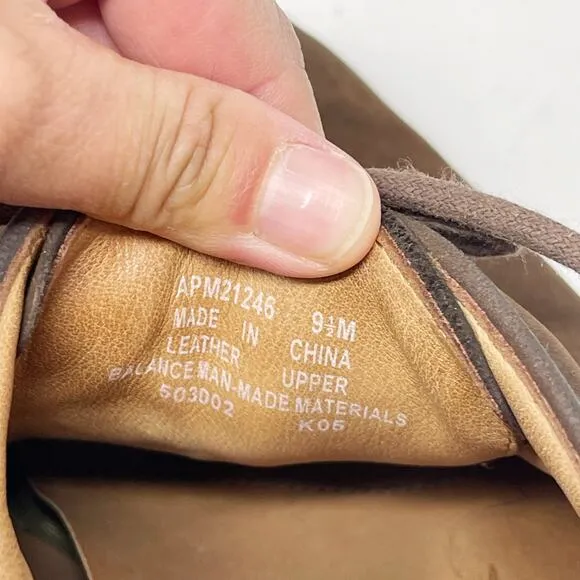 APM21246 9½M
MADE IN CHINA
LEATHER UPPER
BALANCE MAN-MADE MATERIALS
503002 K05